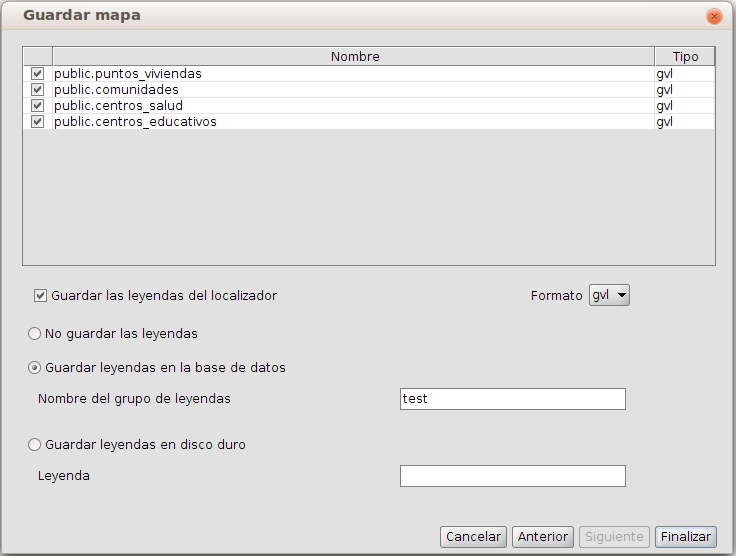 Guardar mapa
Nombre Tipo
public.puntos_viviendas gvl
public.comunidades gvl
public.centros_salud gvl
public.centros_educativos gvl
Guardar las leyendas del localizador Formato gvl
No guardar las leyendas
Guardar leyendas en la base de datos
Nombre del grupo de leyendas test
Guardar leyendas en disco duro
Leyenda
Cancelar Anterior Siguiente Finalizar